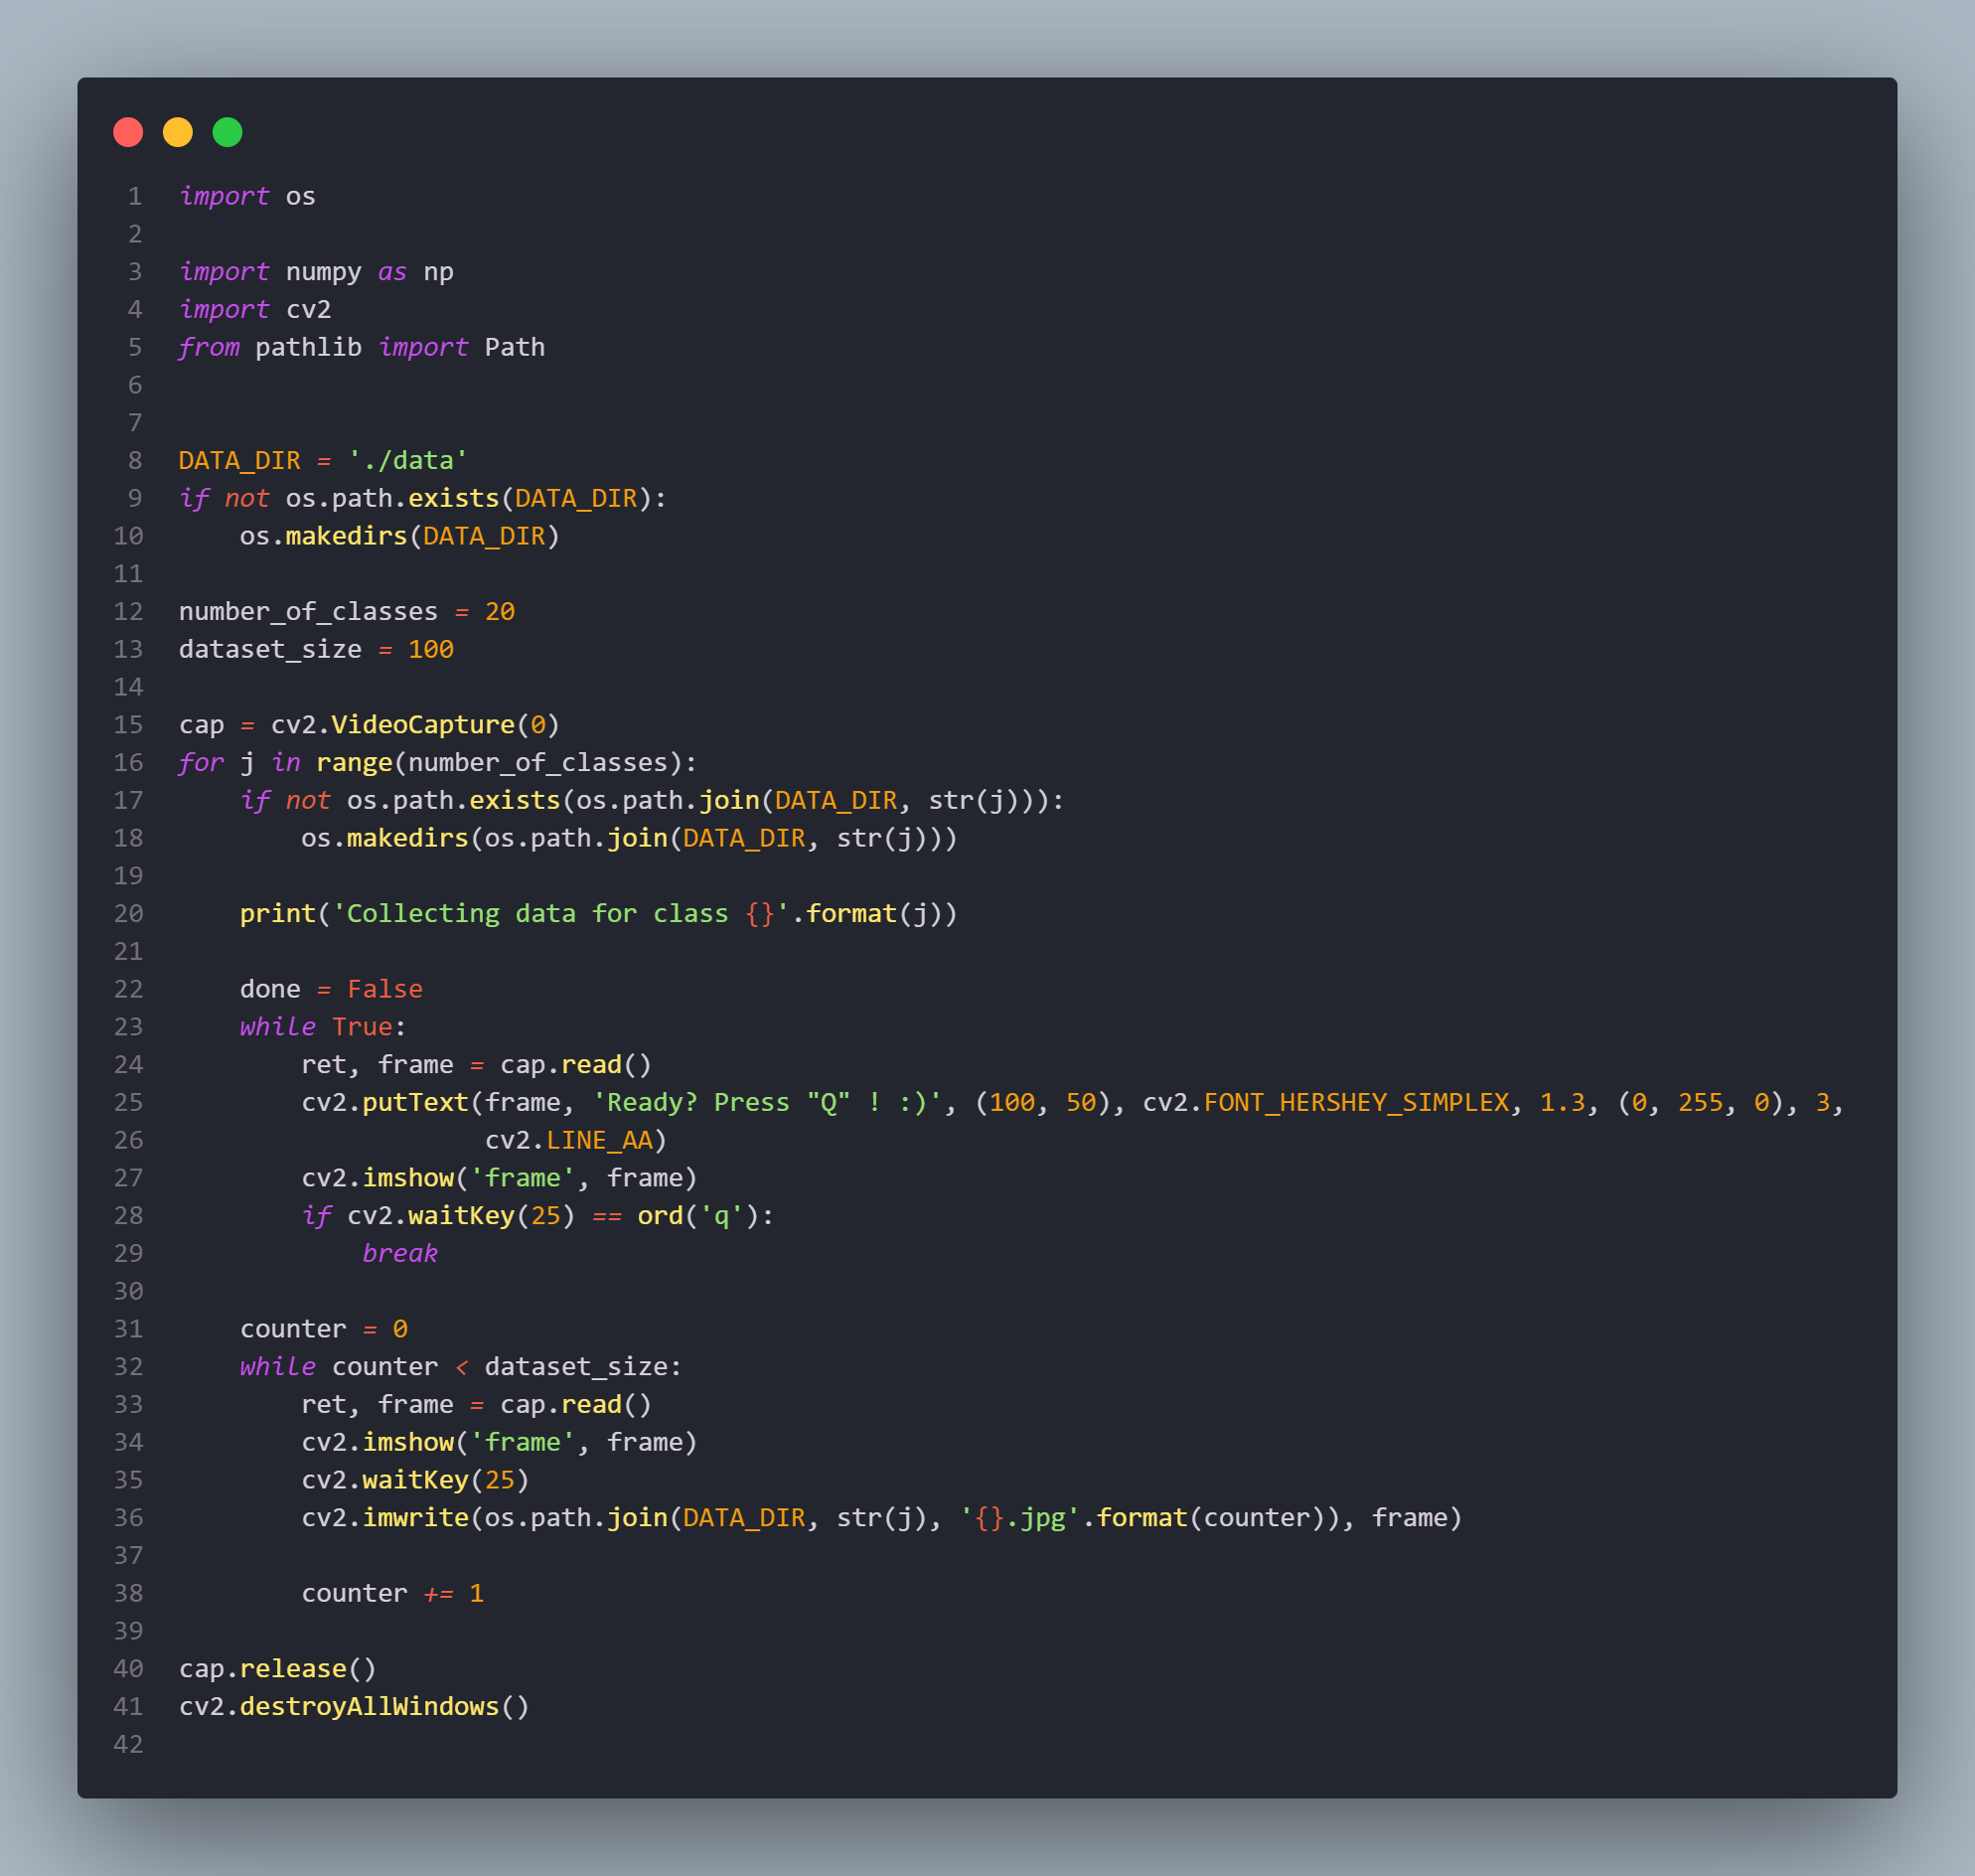 1 import os
2
3 import numpy as np
4 import cv2
5 from pathlib import Path
6
7
8 DATA_DIR = './data'
9 if not os.path.exists(DATA_DIR):
10     os.makedirs(DATA_DIR)
11
12 number_of_classes = 20
13 dataset_size = 100
14
15 cap = cv2.VideoCapture(0)
16 for j in range(number_of_classes):
17     if not os.path.exists(os.path.join(DATA_DIR, str(j))):
18         os.makedirs(os.path.join(DATA_DIR, str(j)))
19
20     print('Collecting data for class {}'.format(j))
21
22     done = False
23     while True:
24         ret, frame = cap.read()
25         cv2.putText(frame, 'Ready? Press "Q" ! :)', (100, 50), cv2.FONT_HERSHEY_SIMPLEX, 1.3, (0, 255, 0), 3,
26                     cv2.LINE_AA)
27         cv2.imshow('frame', frame)
28         if cv2.waitKey(25) == ord('q'):
29             break
30
31     counter = 0
32     while counter < dataset_size:
33         ret, frame = cap.read()
34         cv2.imshow('frame', frame)
35         cv2.waitKey(25)
36         cv2.imwrite(os.path.join(DATA_DIR, str(j), '{}.jpg'.format(counter)), frame)
37
38         counter += 1
39
40 cap.release()
41 cv2.destroyAllWindows()
42